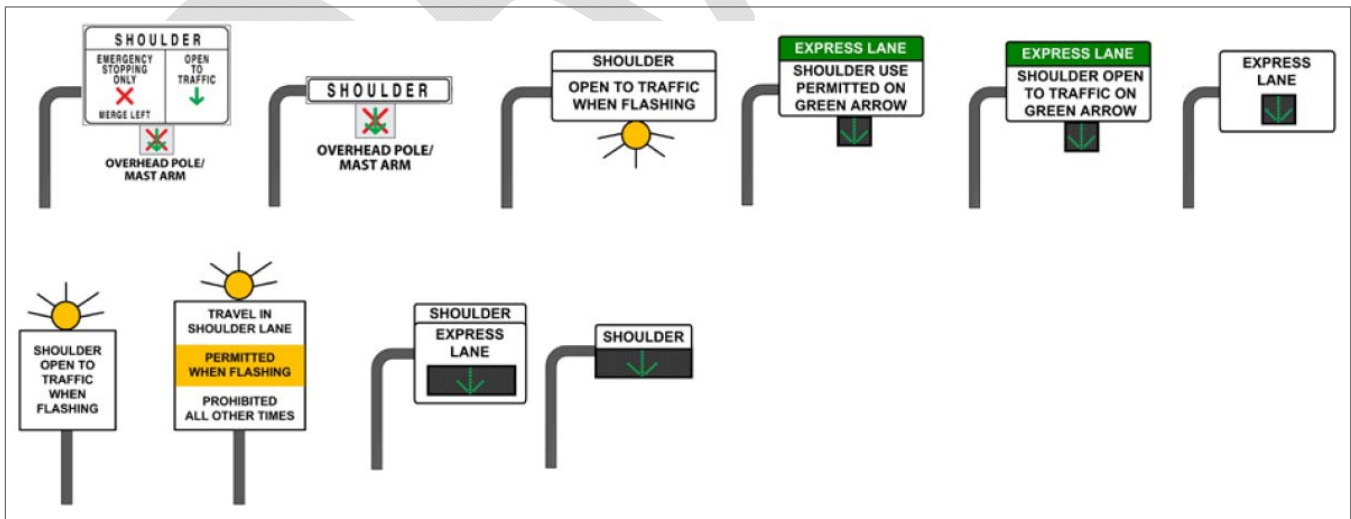 SHOULDER
EMERGENCY
STOPPING
ONLY
MERGE LEFT
OPEN
TO
TRAFFIC
OVERHEAD POLE/
MAST ARM
SHOULDER
OVERHEAD POLE/
MAST ARM
SHOULDER
OPEN TO TRAFFIC
WHEN FLASHING
EXPRESS LANE
SHOULDER USE
PERMITTED ON
GREEN ARROW
EXPRESS LANE
SHOULDER OPEN
TO TRAFFIC ON
GREEN ARROW
EXPRESS
LANE
SHOULDER
OPEN TO
TRAFFIC
WHEN
FLASHING
TRAVEL IN
SHOULDER LANE
PERMITTED
WHEN FLASHING
PROHIBITED
ALL OTHER TIMES
SHOULDER
EXPRESS
LANE
SHOULDER